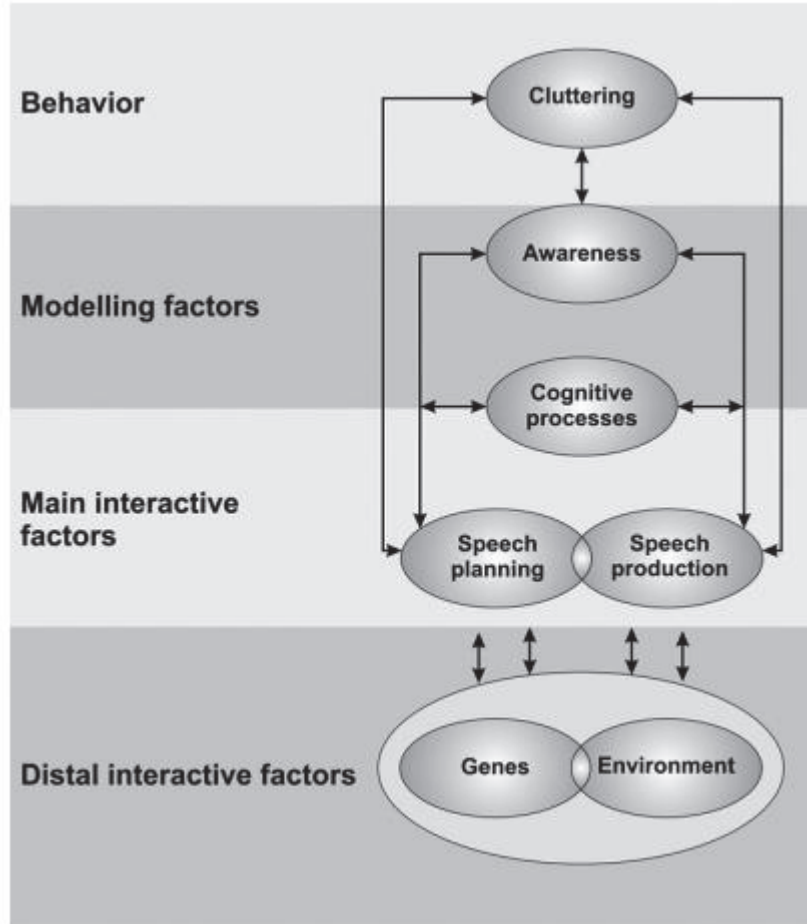 Behavior
Cluttering
Modelling factors
Awareness
Cognitive
processes
Main interactive
factors
Speech
planning
Speech
production
Distal interactive factors
Genes
Environment